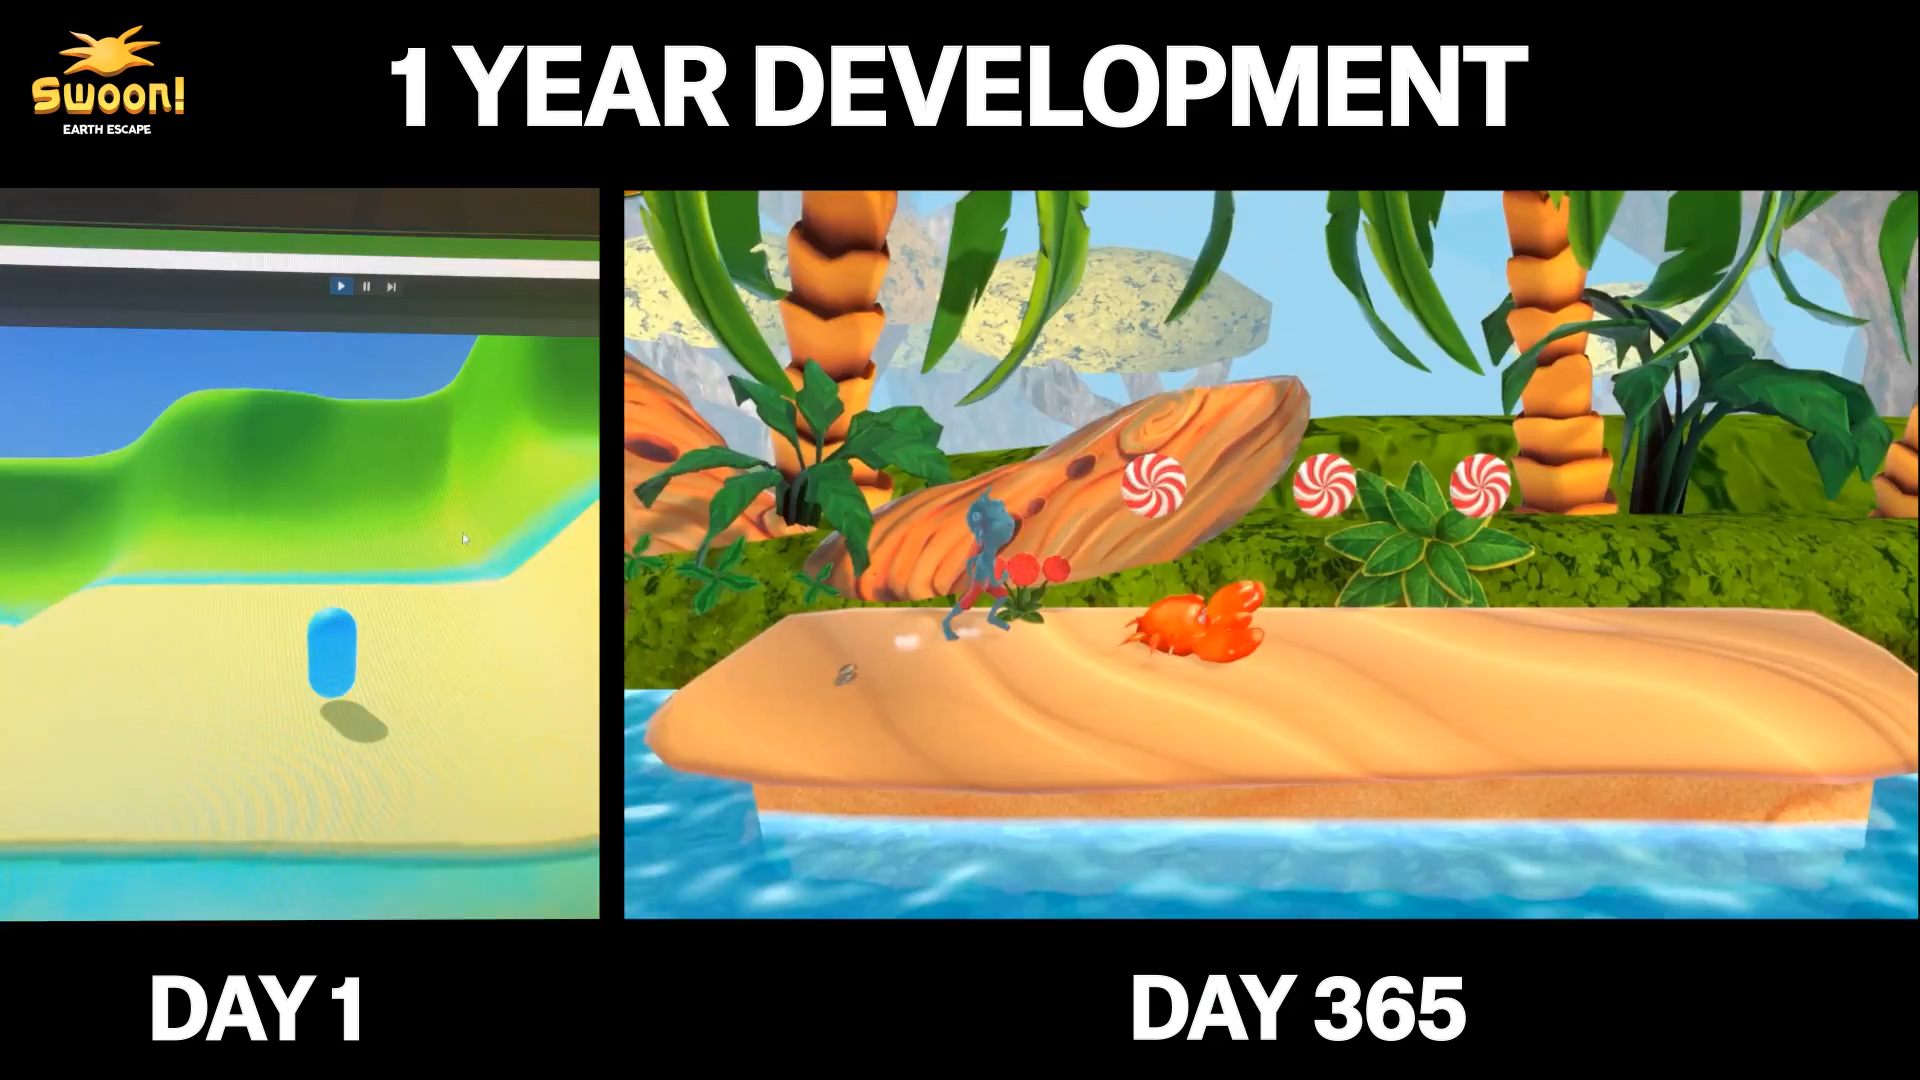 Swoon!
EARTH ESCAPE
1 YEAR DEVELOPMENT
DAY 1
DAY 365